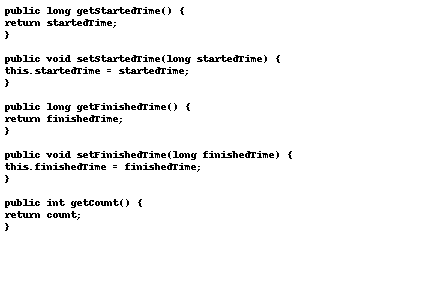 public long getStartedTime() {
return startedTime;
}
public void setStartedTime(long startedTime) {
this.startedTime = startedTime;
}
public long getFinishedTime() {
return finishedTime;
}
public void setFinishedTime(long finishedTime) {
this.finishedTime = finishedTime;
}
public int getCount() {
return count;
}